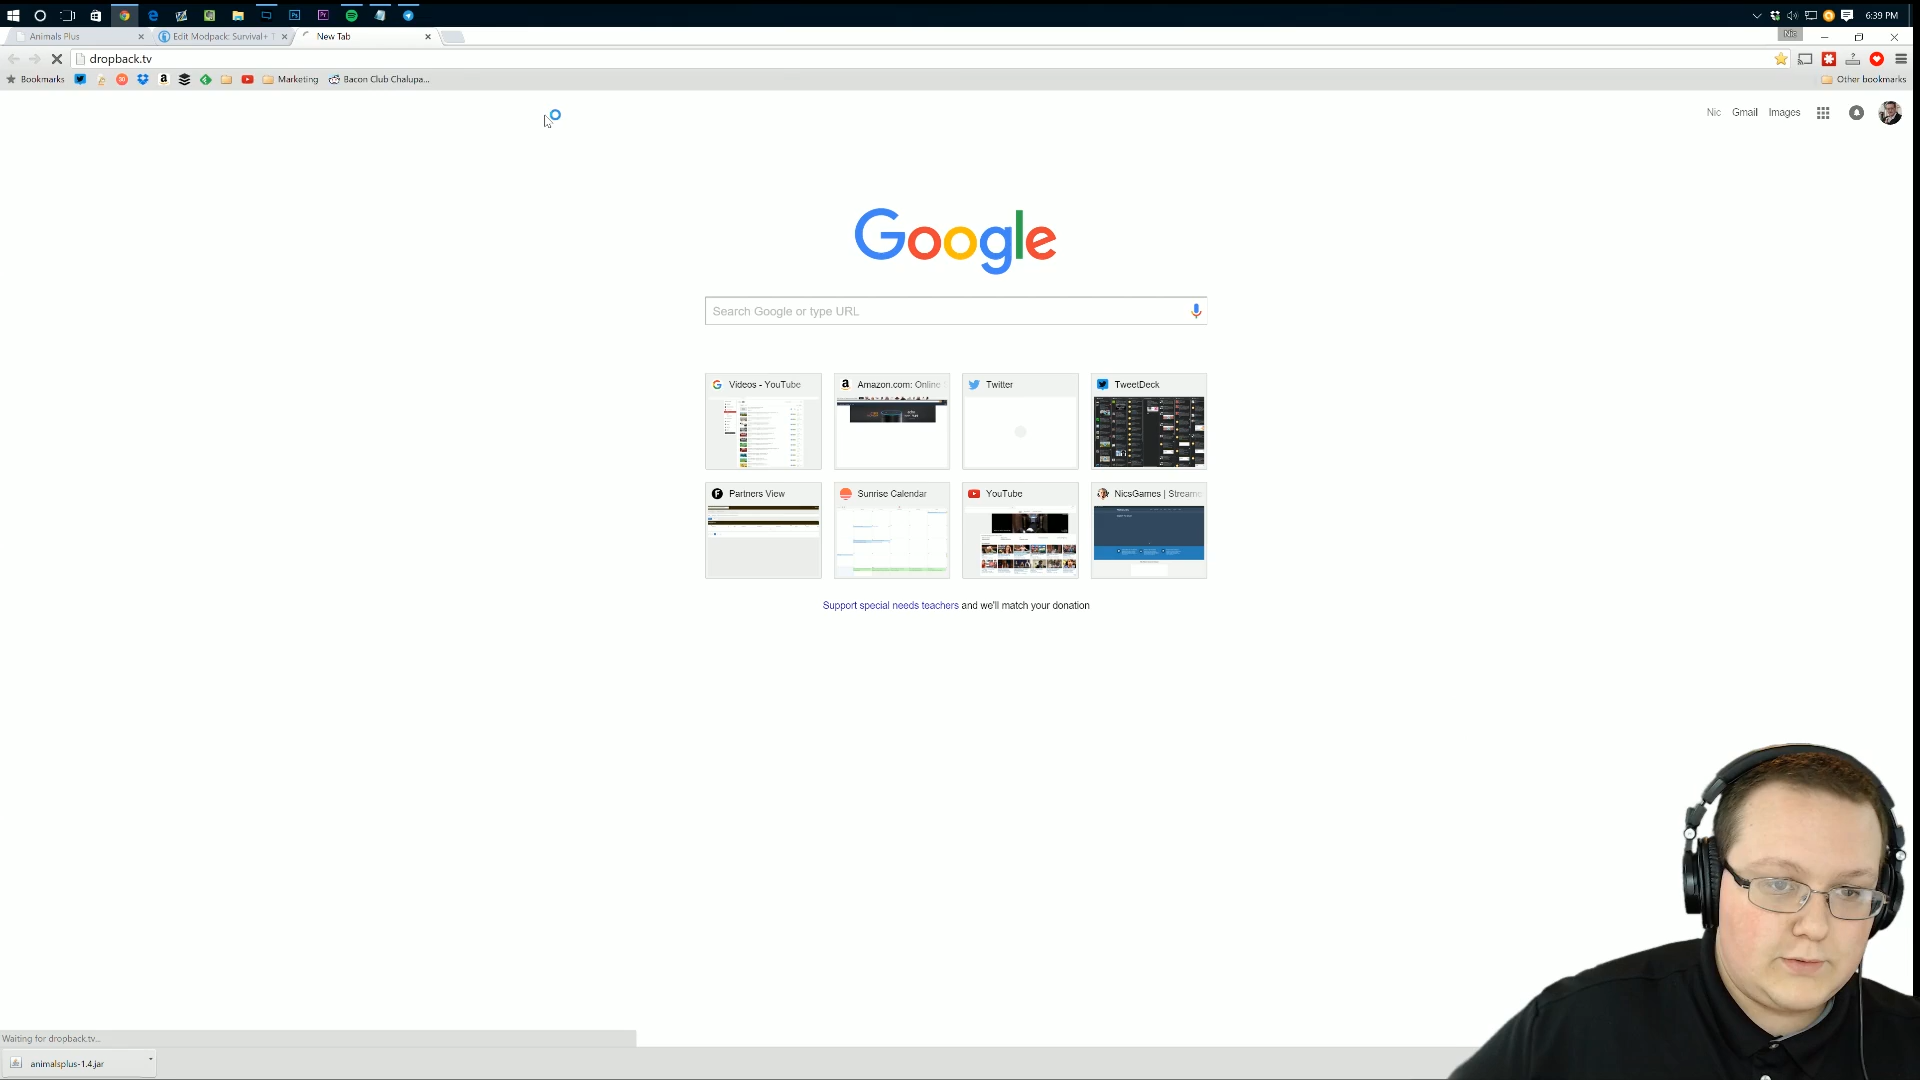 6:39 PM
Animals Plus
Edit Modpack: Survival+ T
New Tab
Nic
dropback.tv
Bookmarks
Marketing
Bacon Club Chalupa...
Other bookmarks
Nic Gmail Images
Google
Search Google or type URL
Videos - YouTube
Amazon.com: Online
Twitter
TweetDeck
Partners View
Sunrise Calendar
YouTube
NicsGames | Streame
Support special needs teachers and we'll match your donation
Waiting for dropback.tv...
animalsplus-1.4.jar